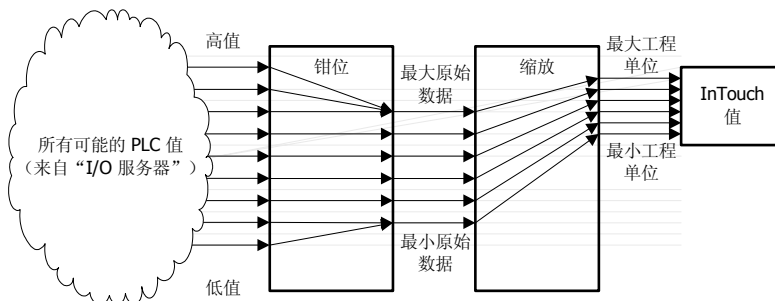 高值
钳位
最大原始
数据
缩放
最大工程
单位
InTouch
值
所有可能的 PLC 值
（来自“I/O 服务器”）
最小原始
数据
最小工程
单位
低值